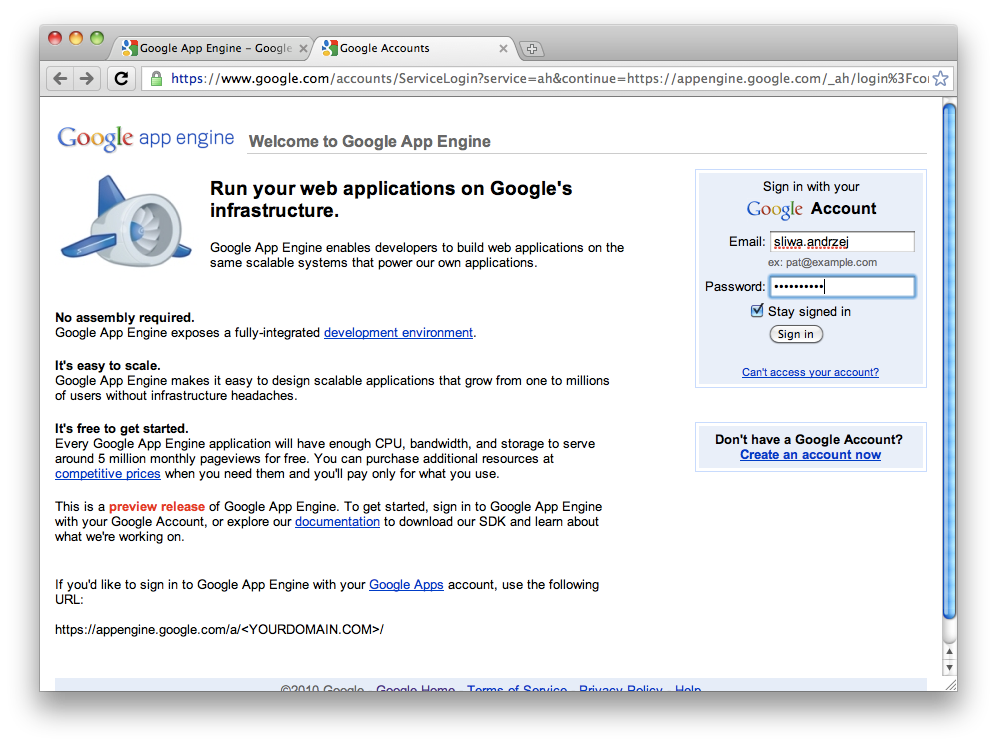 Google App Engine – Google
Google Accounts
https://www.google.com/accounts/ServiceLogin?service=ah&continue=https://appengine.google.com/_ah/login%3Fcon
Google app engine
Welcome to Google App Engine
Run your web applications on Google's
infrastructure.
Google App Engine enables developers to build web applications on the
same scalable systems that power our own applications.
No assembly required.
Google App Engine exposes a fully-integrated development environment.
It's easy to scale.
Google App Engine makes it easy to design scalable applications that grow from one to millions
of users without infrastructure headaches.
It's free to get started.
Every Google App Engine application will have enough CPU, bandwidth, and storage to serve
around 5 million monthly pageviews for free. You can purchase additional resources at
competitive prices when you need them and you'll pay only for what you use.
This is a preview release of Google App Engine. To get started, sign in to Google App Engine
with your Google Account, or explore our documentation to download our SDK and learn about
what we're working on.
If you'd like to sign in to Google App Engine with your Google Apps account, use the following
URL:
https://appengine.google.com/a/<YOURDOMAIN.COM>/
Sign in with your
Google Account
Email: sliwa.andrzej
ex: pat@example.com
Password: ••••••••••
Stay signed in
Sign in
Can't access your account?
Don't have a Google Account?
Create an account now
©2010 Google Google Home Terms of Service Privacy Policy Help